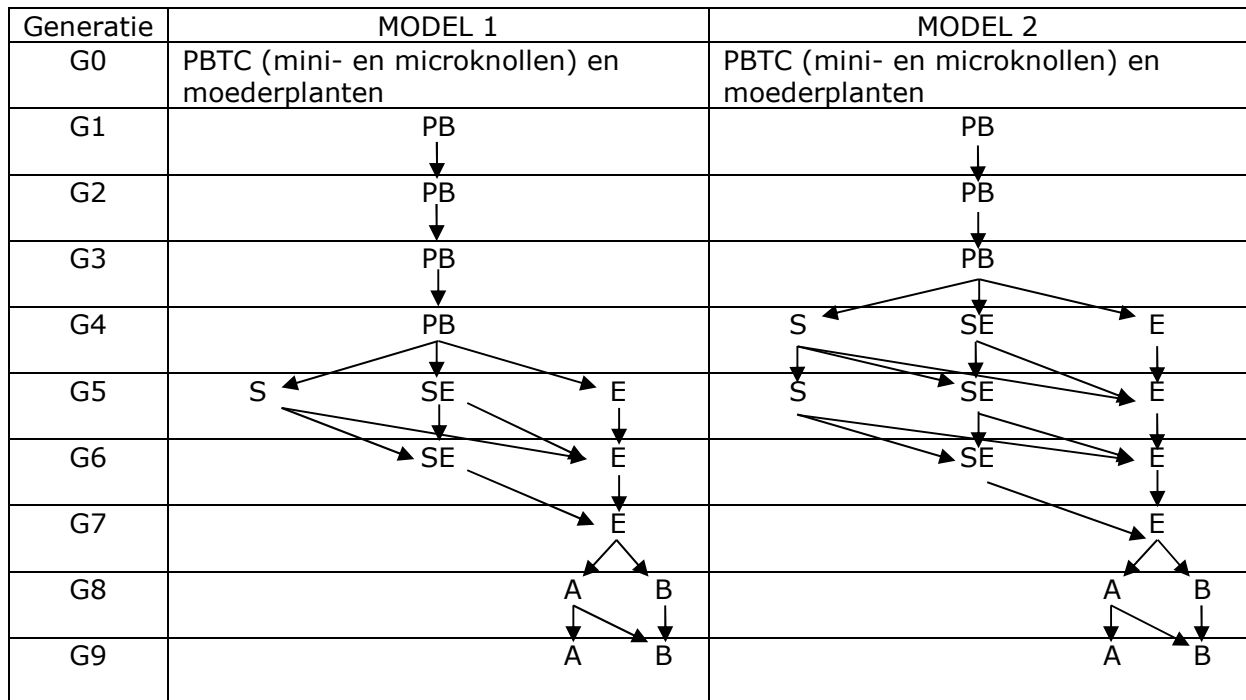 Generatie MODEL 1 MODEL 2
G0 PBTC (mini- en microknollen) en PBTC (mini- en microknollen) en
moederplanten moederplanten
G1 PB PB
G2 PB PB
G3 PB PB
G4 PB S SE E
G5 S SE E S SE E
G6 SE E SE E
G7 E E
G8 A B A B
G9 A B A B